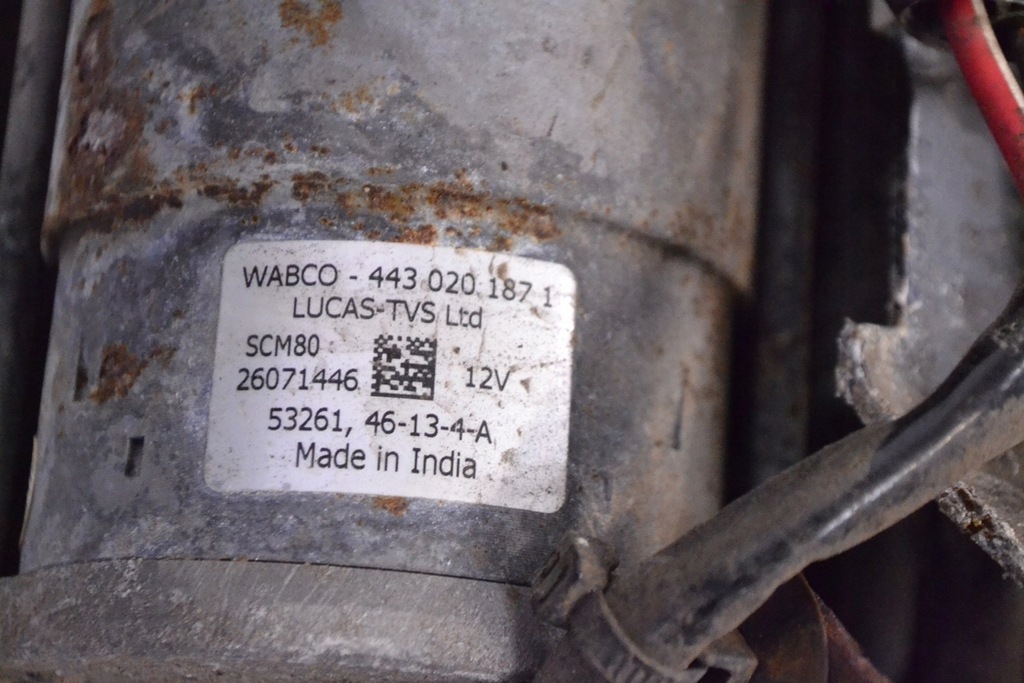 WABCO - 443 020 187 1
LUCAS-TVS Ltd
SCM80
26071446 12V
53261, 46-13-4-A
Made in India